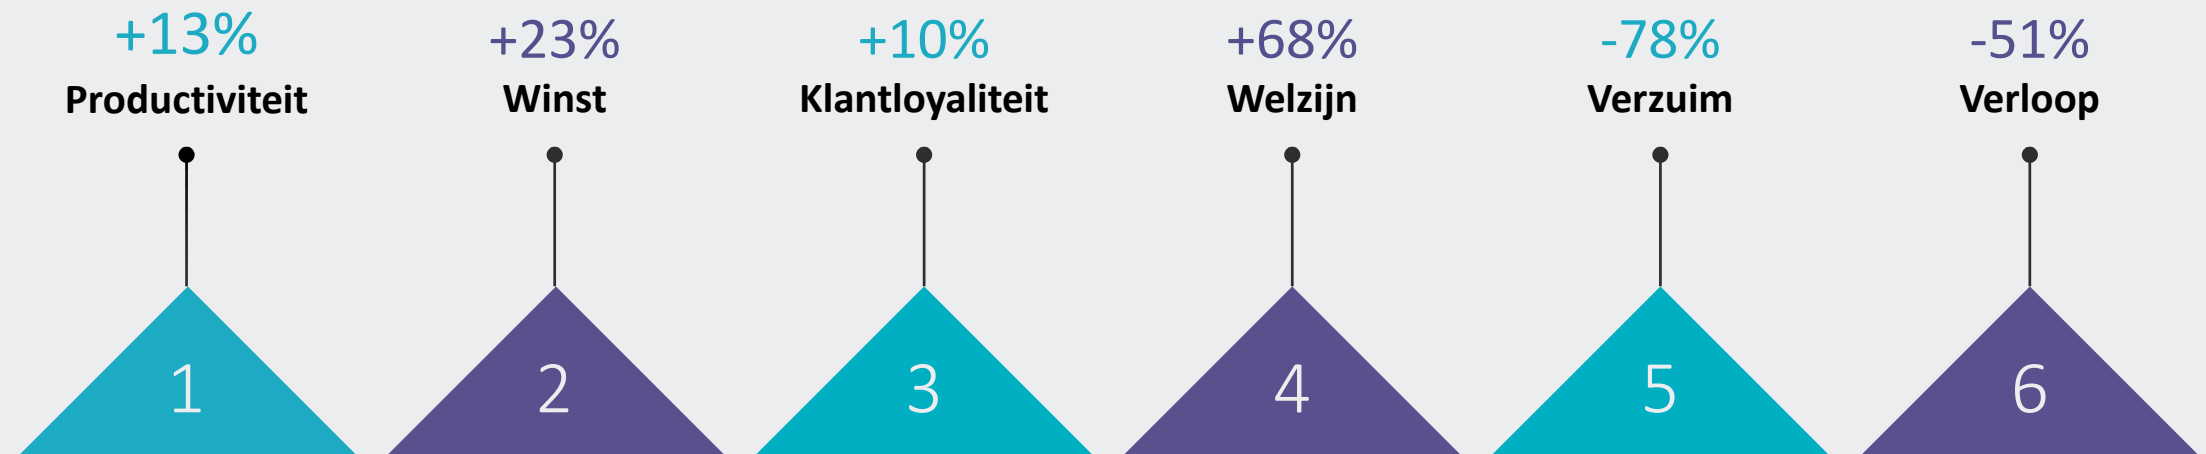 +13%
Productiviteit
1
+23%
Winst
2
+10%
Klantloyaliteit
3
+68%
Welzijn
4
-78%
Verzuim
5
-51%
Verloop
6